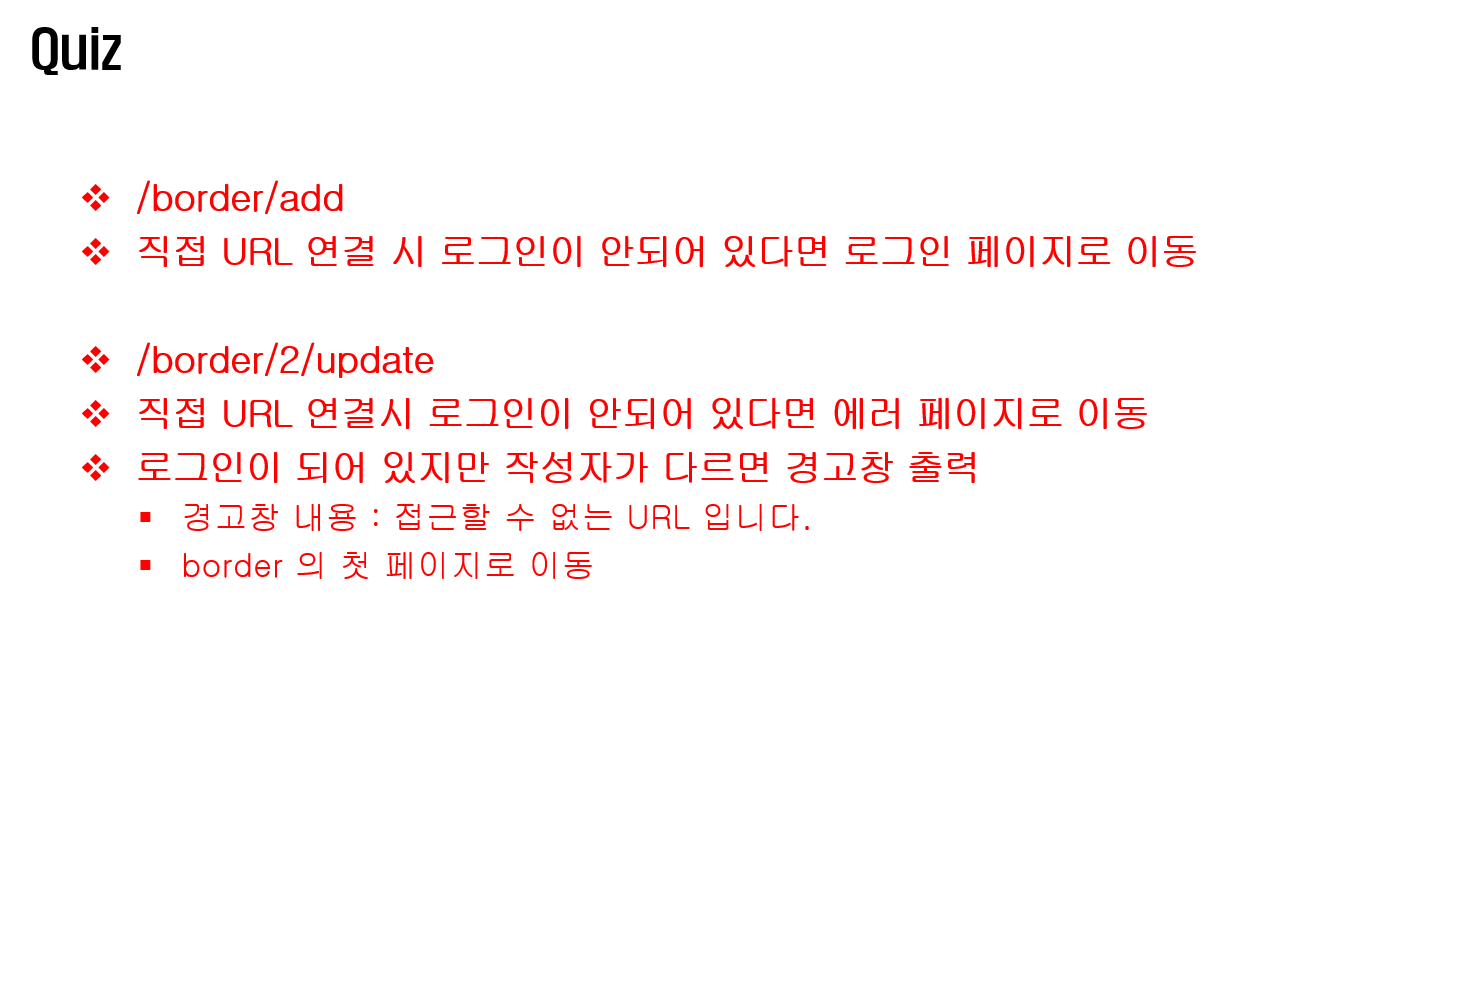 Quiz
❖ /border/add
❖ 직접 URL 연결 시 로그인이 안되어 있다면 로그인 페이지로 이동
❖ /border/2/update
❖ 직접 URL 연결시 로그인이 안되어 있다면 에러 페이지로 이동
❖ 로그인이 되어 있지만 작성자가 다르면 경고창 출력
▪ 경고창 내용 : 접근할 수 없는 URL 입니다.
▪ border 의 첫 페이지로 이동